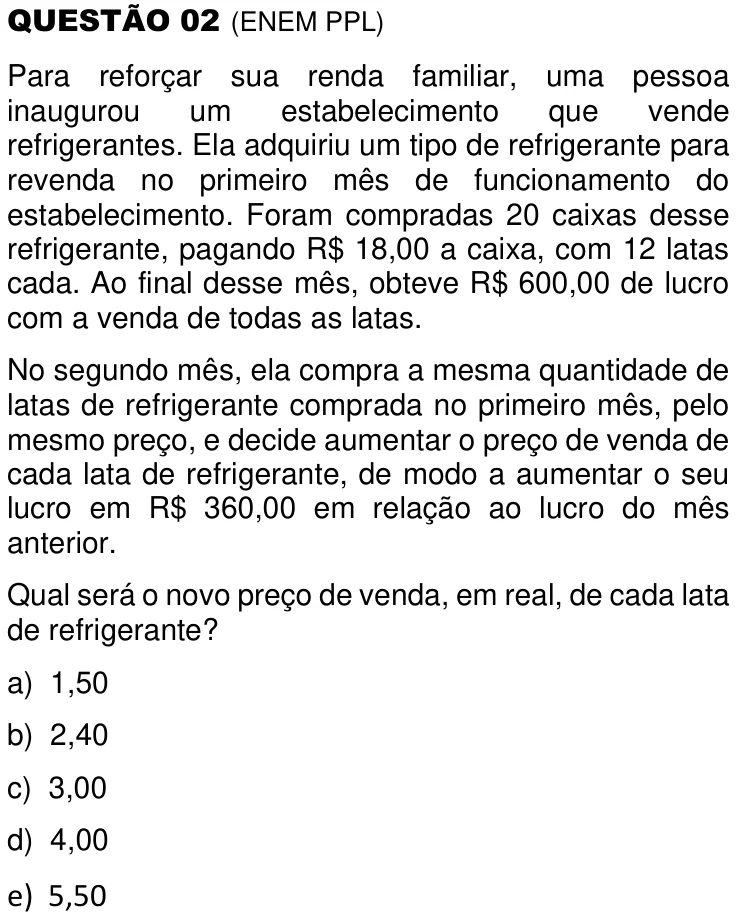 QUESTÃO 02 (ENEM PPL)
Para reforçar sua renda familiar, uma pessoa
inaugurou um estabelecimento que vende
refrigerantes. Ela adquiriu um tipo de refrigerante para
revenda no primeiro mês de funcionamento do
estabelecimento. Foram compradas 20 caixas desse
refrigerante, pagando R$ 18,00 a caixa, com 12 latas
cada. Ao final desse mês, obteve R$ 600,00 de lucro
com a venda de todas as latas.
No segundo mês, ela compra a mesma quantidade de
latas de refrigerante comprada no primeiro mês, pelo
mesmo preço, e decide aumentar o preço de venda de
cada lata de refrigerante, de modo a aumentar o seu
lucro em R$ 360,00 em relação ao lucro do mês
anterior.
Qual será o novo preço de venda, em real, de cada lata
de refrigerante?
a) 1,50
b) 2,40
c) 3,00
d) 4,00
e) 5,50